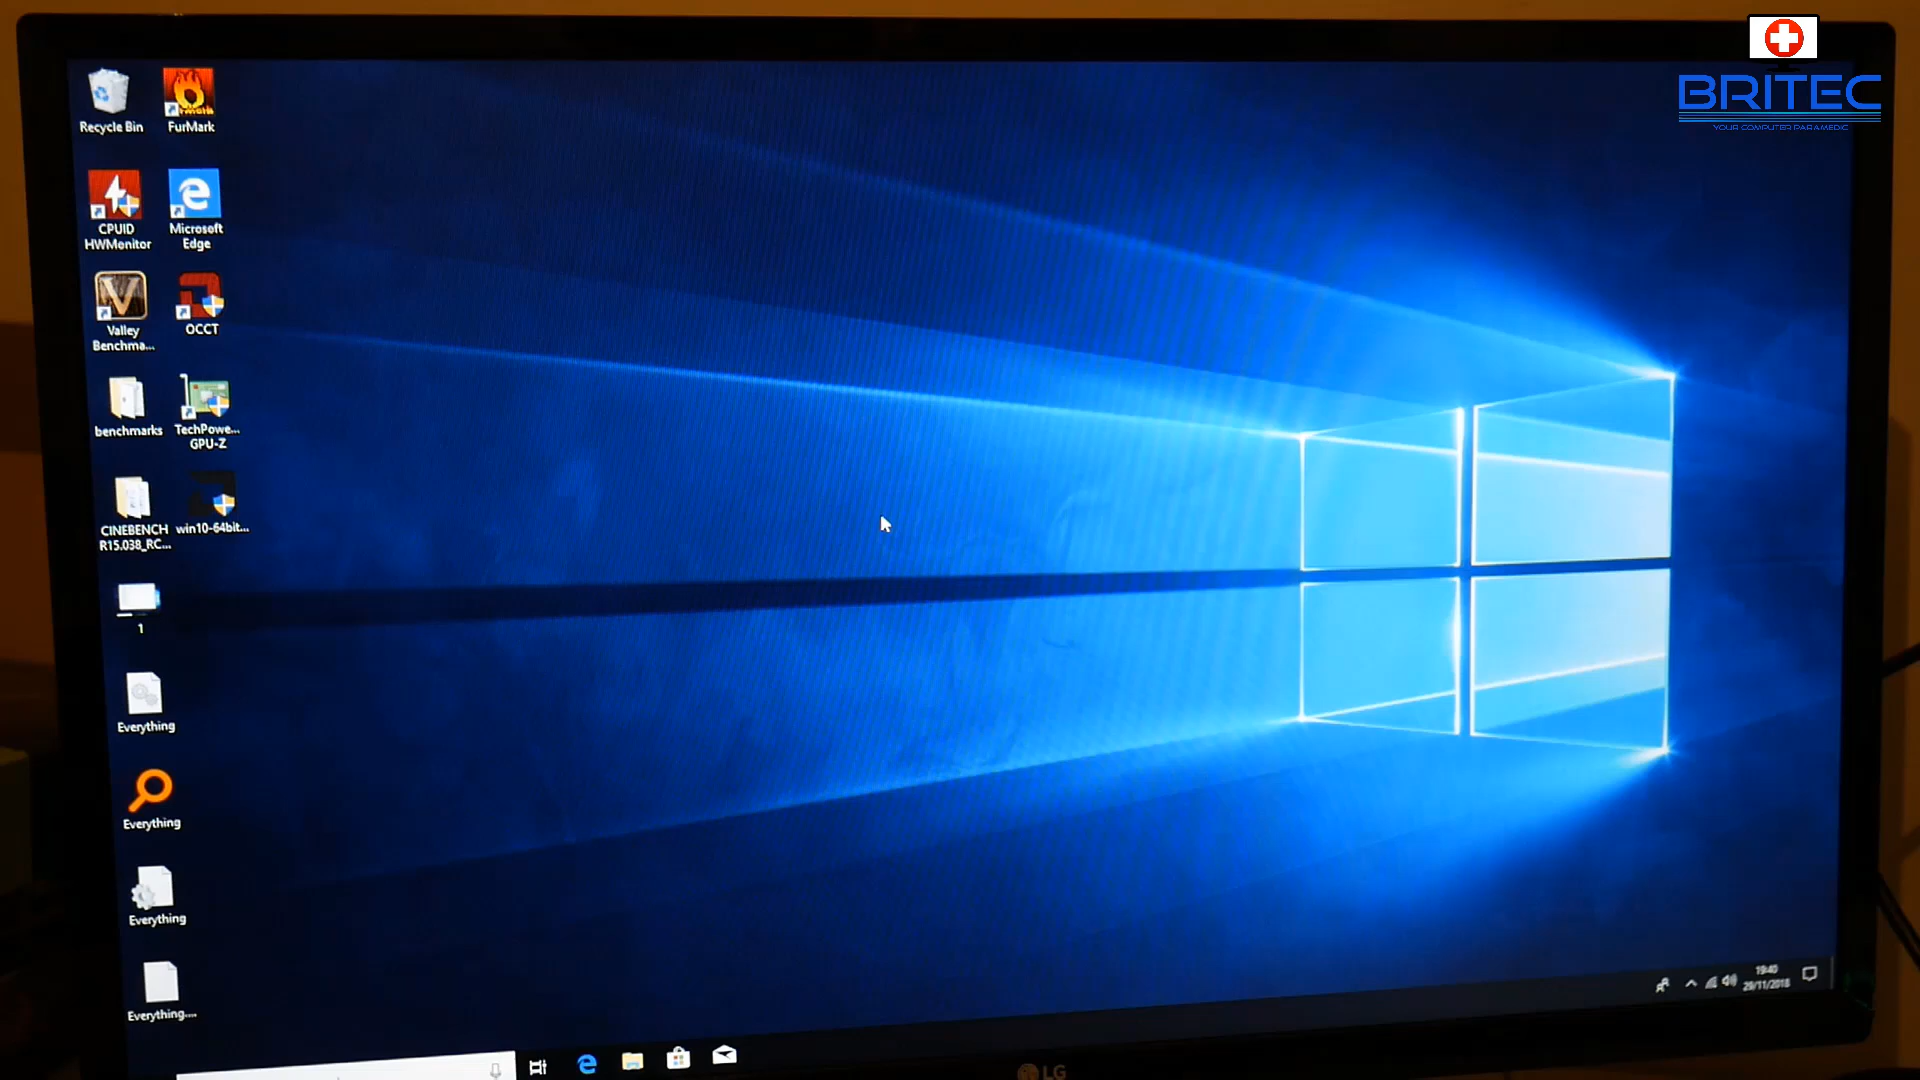 BRITEC
YOUR COMPUTER PARAMEDIC
Recycle Bin
FurMark
CPUID
HWMonitor
Microsoft
Edge
Valley
Benchma...
OCCT
benchmarks
TechPowe...
GPU-Z
CINEBENCH
R15.038_RC...
win10-64bit...
1
Everything
Everything
Everything
Everything....
19:40
29/11/2018
LG